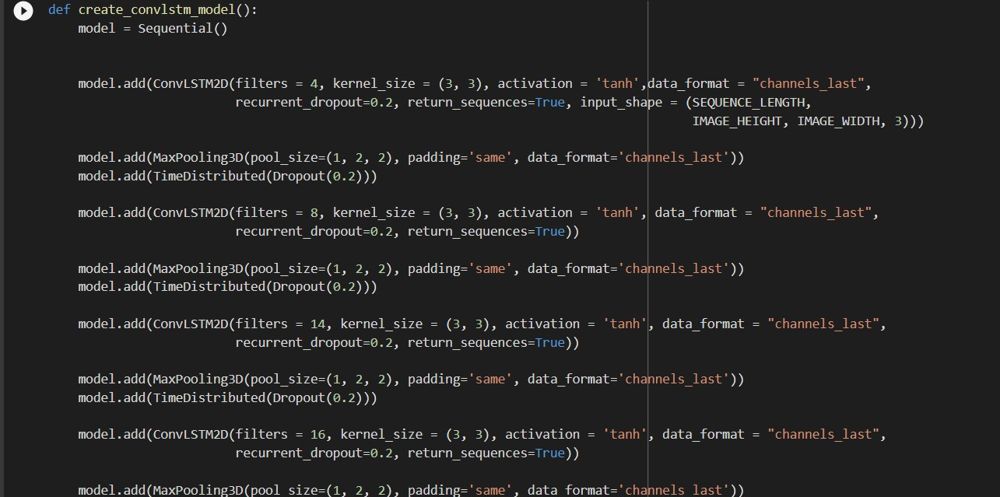 def create_convlstm_model():
model = Sequential()
model.add(ConvLSTM2D(filters = 4, kernel_size = (3, 3), activation = 'tanh',data_format = "channels_last",
recurrent_dropout=0.2, return_sequences=True, input_shape = (SEQUENCE_LENGTH,
IMAGE_HEIGHT, IMAGE_WIDTH, 3)))
model.add(MaxPooling3D(pool_size=(1, 2, 2), padding='same', data_format='channels_last'))
model.add(TimeDistributed(Dropout(0.2)))
model.add(ConvLSTM2D(filters = 8, kernel_size = (3, 3), activation = 'tanh', data_format = "channels_last",
recurrent_dropout=0.2, return_sequences=True))
model.add(MaxPooling3D(pool_size=(1, 2, 2), padding='same', data_format='channels_last'))
model.add(TimeDistributed(Dropout(0.2)))
model.add(ConvLSTM2D(filters = 14, kernel_size = (3, 3), activation = 'tanh', data_format = "channels_last",
recurrent_dropout=0.2, return_sequences=True))
model.add(MaxPooling3D(pool_size=(1, 2, 2), padding='same', data_format='channels_last'))
model.add(TimeDistributed(Dropout(0.2)))
model.add(ConvLSTM2D(filters = 16, kernel_size = (3, 3), activation = 'tanh', data_format = "channels_last",
recurrent_dropout=0.2, return_sequences=True))
model.add(MaxPooling3D(pool_size=(1, 2, 2), padding='same', data_format='channels_last'))